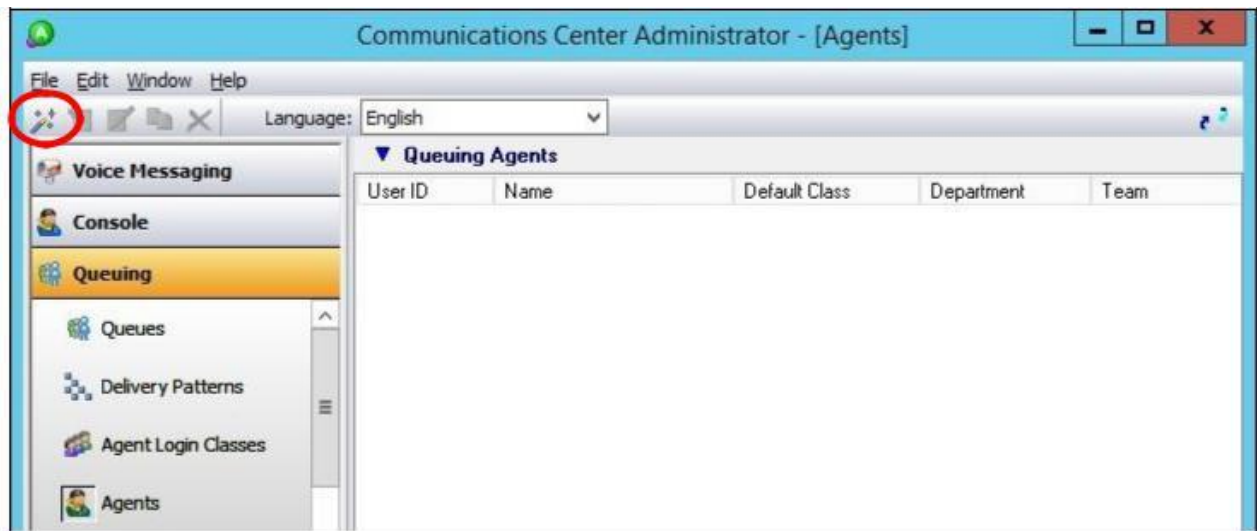 Communications Center Administrator - [Agents]
File Edit Window Help
Language: English
Voice Messaging
Console
Queuing
Queues
Delivery Patterns
Agent Login Classes
Agents
Queuing Agents
User ID Name Default Class Department Team